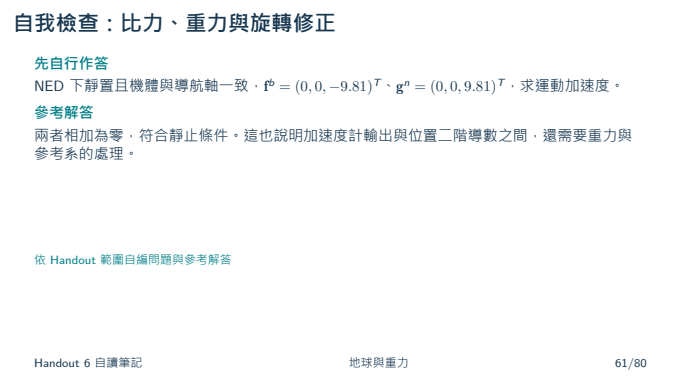 自我檢查：比力、重力與旋轉修正
先自行作答
NED 下靜置且機體與導航軸一致，f^b = (0, 0, −9.81)^T、g^n = (0, 0, 9.81)^T，求運動加速度。
參考解答
兩者相加為零，符合靜止條件。這也說明加速度計輸出與位置二階導數之間，還需要重力與
參考系的處理。
依 Handout 範圍自編問題與參考解答
Handout 6 自讀筆記 地球與重力 61/80